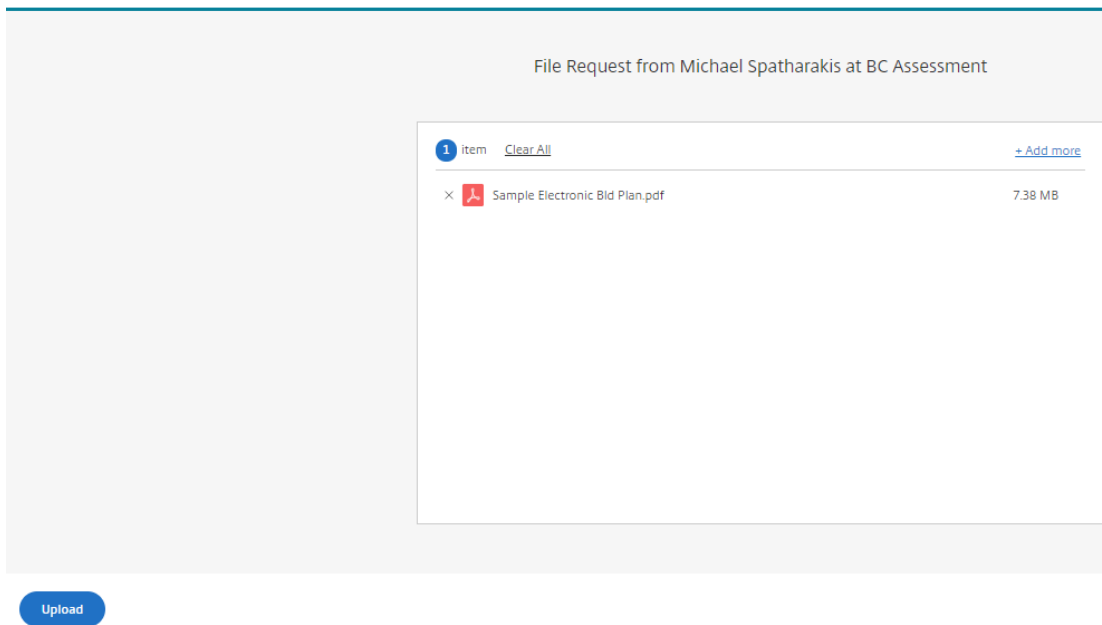 File Request from Michael Spatharakis at BC Assessment
1 item Clear All + Add more
Sample Electronic Bld Plan.pdf 7.38 MB
Upload